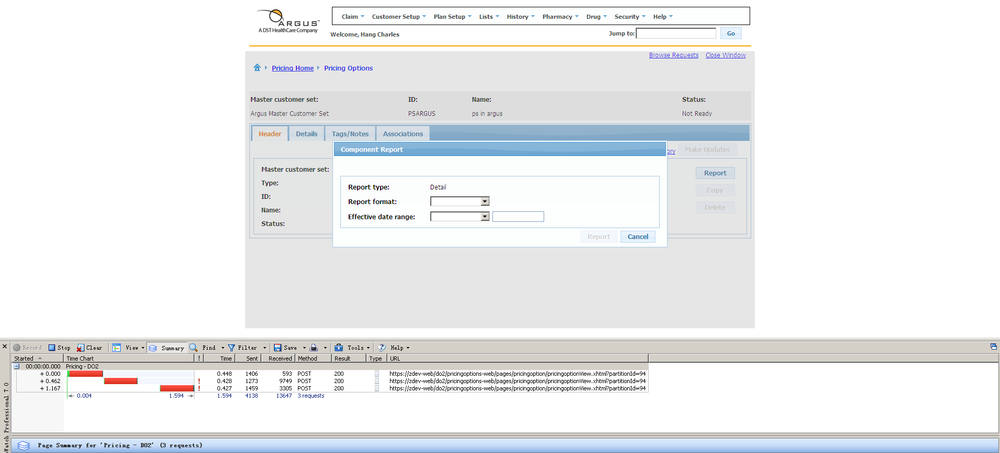 ARGUS™
A DST HealthCare Company
Claim Customer Setup Plan Setup Lists History Pharmacy Drug Security Help
Welcome, Hang Charles
Jump to: Go
Browse Requests Close Window
Pricing Home Pricing Options
Master customer set: ID: Name: Status:
Argus Master Customer Set PSARGUS ps in argus Not Ready
Header Details Tags/Notes Associations
Component Report
ory Make Updates
Master customer set:
Type:
ID:
Name:
Status:
Report type: Detail
Report format:
Effective date range:
Report Cancel
Report
Copy
Delete
Record Stop Clear View Summary Find Filter Save Tools Help
Started Time Chart ! Time Sent Received Method Result Type URL
00:00:00.000 Pricing - DO2
+ 0.000 0.448 1406 593 POST 200 https://zdev-web/do2/pricingoptions-web/pages/pricingoption/pricingoptionView.xhtml?partitionId=94
+ 0.462 ! 0.428 1273 9749 POST 200 https://zdev-web/do2/pricingoptions-web/pages/pricingoption/pricingoptionView.xhtml?partitionId=94
+ 1.167 ! 0.427 1459 3305 POST 200 https://zdev-web/do2/pricingoptions-web/pages/pricingoption/pricingoptionView.xhtml?partitionId=94
0.004 1.594 1.594 4138 13647 3 requests
Watch Professional 7.0
Page Summary for 'Pricing - DO2' (3 requests)